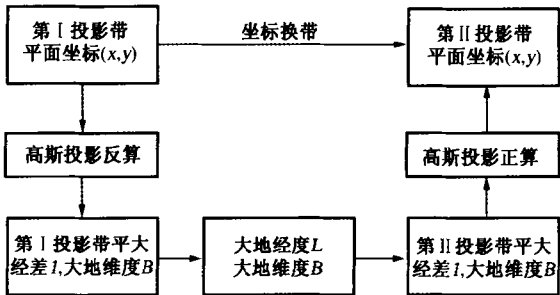 第Ⅰ投影带
平面坐标(x,y)
坐标换带
第Ⅱ投影带
平面坐标(x,y)
高斯投影反算
高斯投影正算
第Ⅰ投影带平大
经差1,大地维度B
大地经度L
大地维度B
第Ⅱ投影带平大
经差1,大地维度B